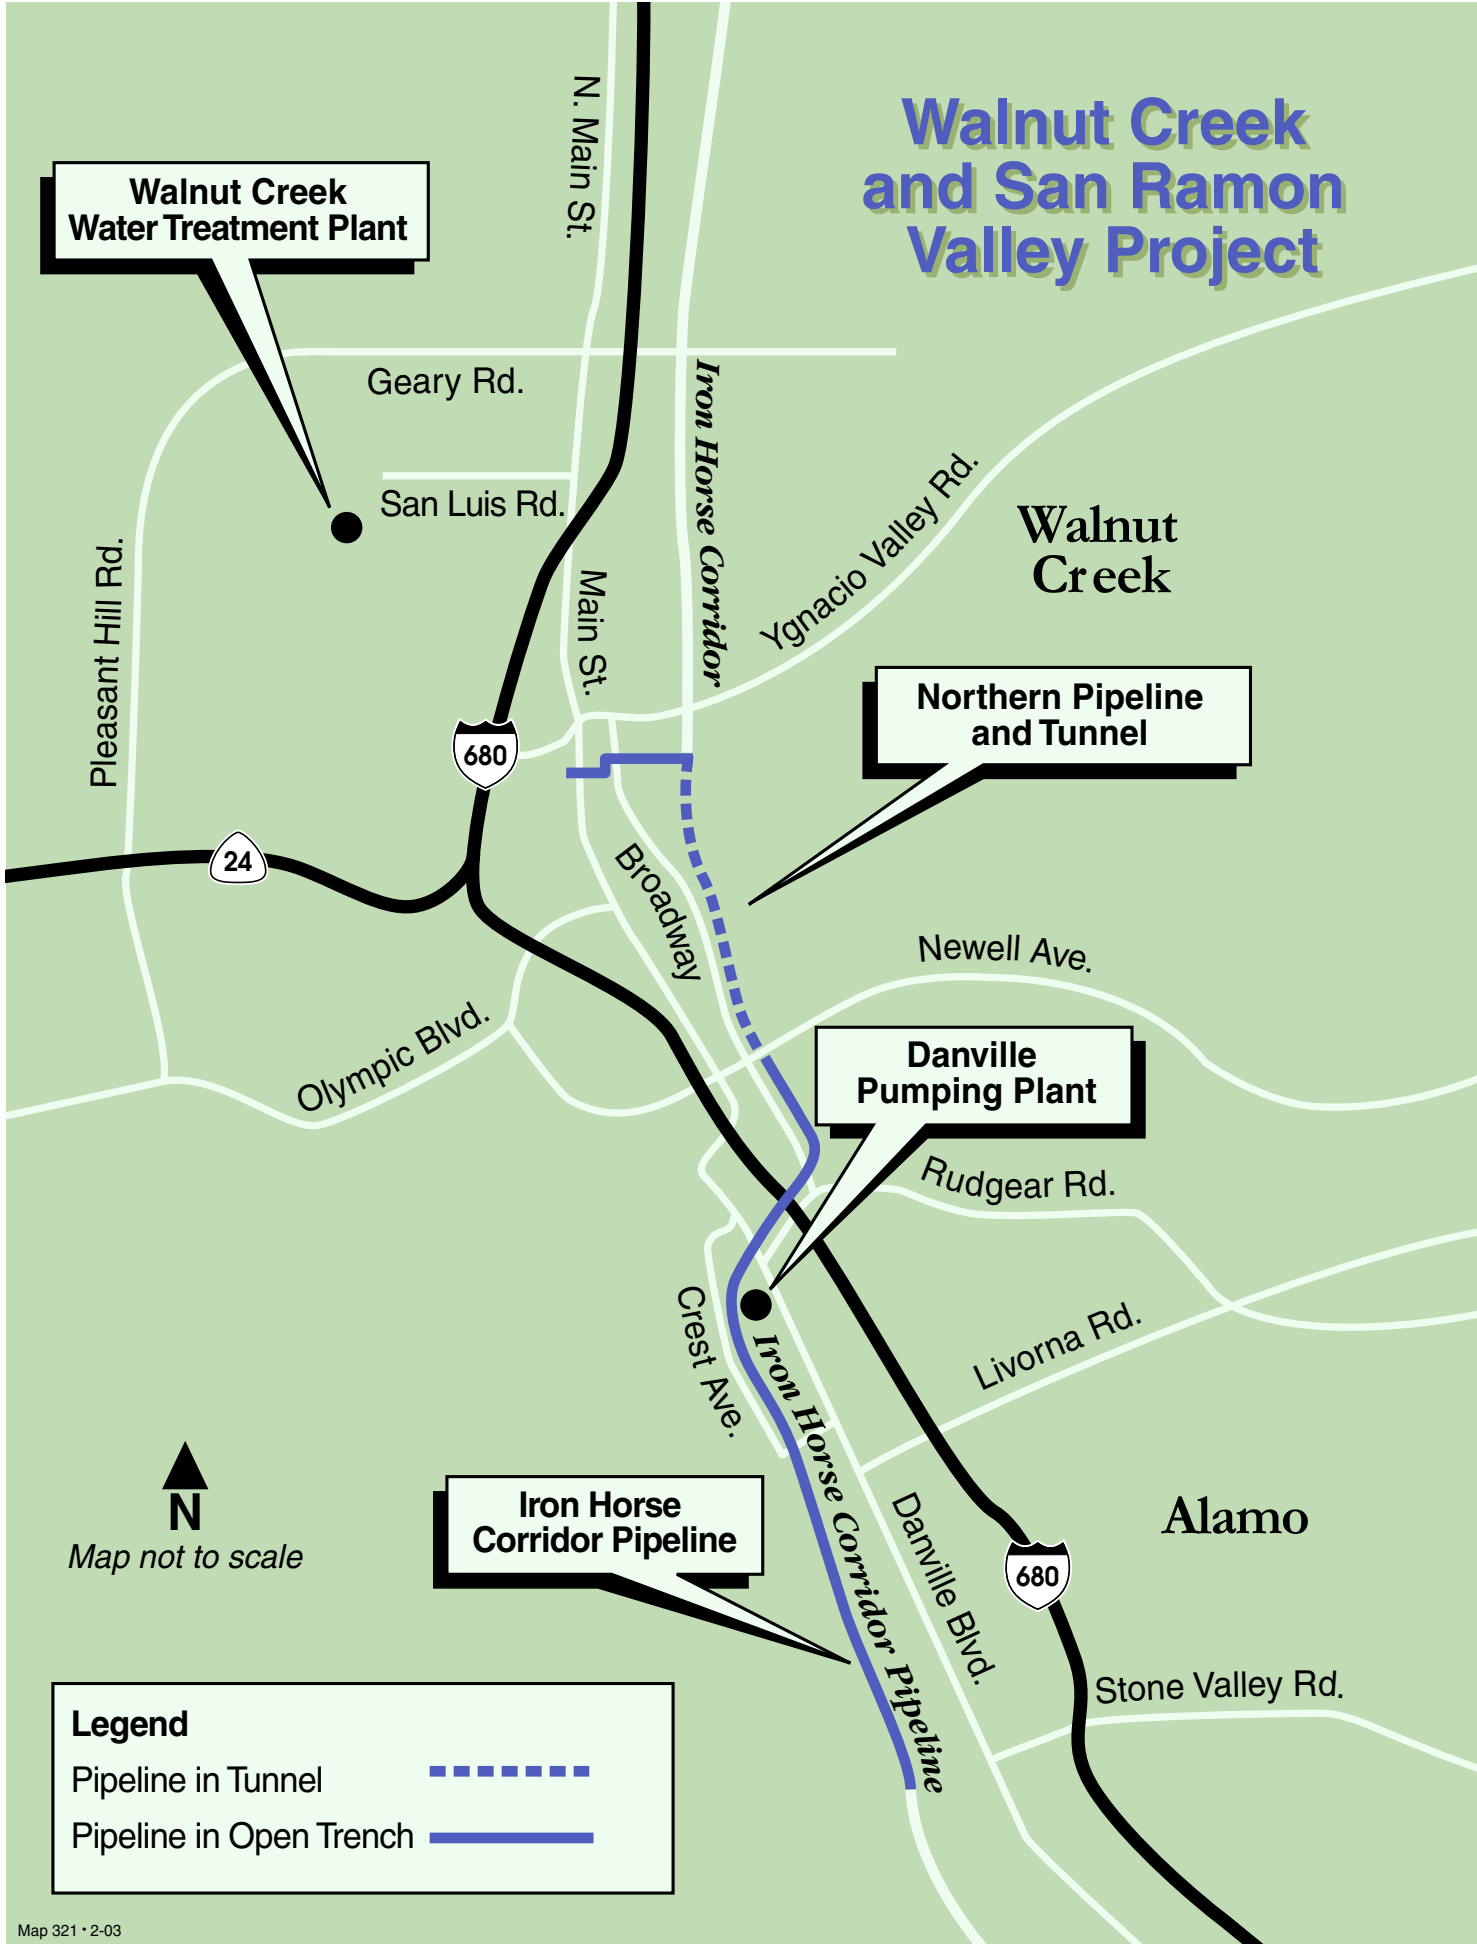 Walnut Creek
and San Ramon
Valley Project
N. Main St.
Walnut Creek
Water Treatment Plant
Geary Rd.
Iron Horse Corridor
San Luis Rd.
Ygnacio Valley Rd.
Walnut
Creek
Pleasant Hill Rd.
Main St.
Northern Pipeline
and Tunnel
680
24
Broadway
Newell Ave.
Olympic Blvd.
Danville
Pumping Plant
Rudgear Rd.
Crest Ave.
Livorna Rd.
Iron Horse Corridor Pipeline
N
Map not to scale
Iron Horse
Corridor Pipeline
Danville Blvd.
Alamo
680
Stone Valley Rd.
Legend
Pipeline in Tunnel
Pipeline in Open Trench
Map 321 • 2-03